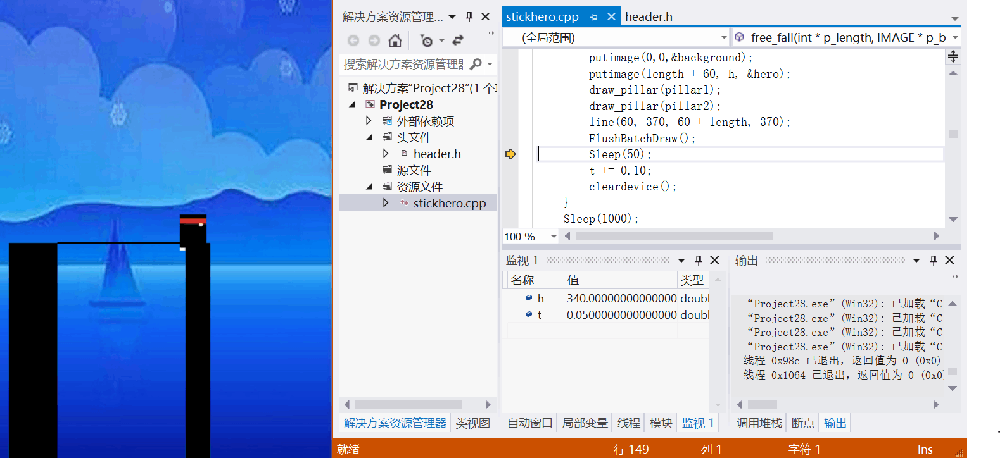 解决方案资源管理...
搜索解决方案资源管理器
解决方案“Project28”(1 个
Project28
外部依赖项
头文件
header.h
源文件
资源文件
stickhero.cpp
解决方案资源管理器 类视图
stickhero.cpp header.h
(全局范围) free_fall(int * p_length, IMAGE * p_b
putimage(0,0,&background);
putimage(length + 60, h, &hero);
draw_pillar(pillar1);
draw_pillar(pillar2);
line(60, 370, 60 + length, 370);
FlushBatchDraw();
Sleep(50);
t += 0.10;
cleardevice();
}
Sleep(1000);
100 %
监视 1
名称 值 类型
h 340.00000000000000 doubl
t 0.0500000000000000 doubl
自动窗口 局部变量 线程 模块 监视 1
输出
“Project28.exe”(Win32): 已加载“C
“Project28.exe”(Win32): 已加载“C
“Project28.exe”(Win32): 已加载“C
“Project28.exe”(Win32): 已加载“C
线程 0x98c 已退出，返回值为 0 (0x0).
线程 0x1064 已退出，返回值为 0 (0x0)
调用堆栈 断点 输出
就绪 行 149 列 1 字符 1 Ins